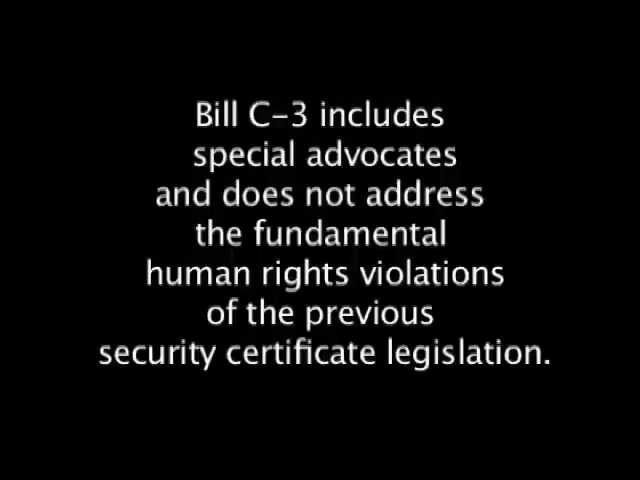 Bill C-3 includes
special advocates
and does not address
the fundamental
human rights violations
of the previous
security certificate legislation.